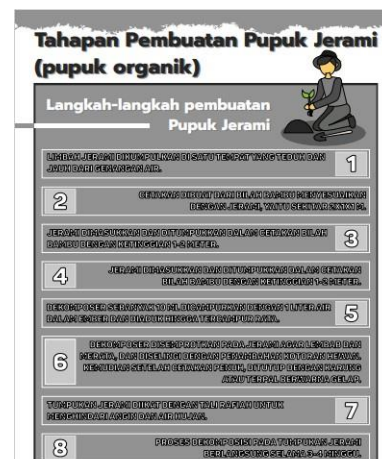 Tahapan Pembuatan Pupuk Jerami
(pupuk organik)
Langkah-langkah pembuatan
Pupuk Jerami
LIMBAH JERAMI DIKUMPULKAN DI SATU TEMPAT YANG TEDUH DAN
JAUH DARI GENANGAN AIR.
1
2
CETAKAN DIBUAT DARI BILAH BAMBU MENYESUAIKAN
DENGAN JERAMI, YAITU SEKITAR 2X1X1 M.
JERAMI DIMASUKKAN DAN DITUMPUKKAN DALAM CETAKAN BILAH
BAMBU DENGAN KETINGGIAN 1-2 METER.
3
4
JERAMI DIMASUKKAN DAN DITUMPUKKAN DALAM CETAKAN
BILAH BAMBU DENGAN KETINGGIAN 1-2 METER.
DEKOMPOSER SEBANYAK 10 ML DICAMPURKAN DENGAN 1 LITER AIR
DALAM EMBER DAN DIADUK HINGGA TERCAMPUR RATA.
5
6
DEKOMPOSER DISEMPROTKAN PADA JERAMI AGAR LEMBAB DAN
MERATA, DAN DISELINGI DENGAN PENAMBAHAN KOTORAN HEWAN.
KEMUDIAN SETELAH CETAKAN PENUH, DITUTUP DENGAN KARUNG
ATAU TERPAL BERWARNA GELAP.
TUMPUKAN JERAMI DIIKAT DENGAN TALI RAFIAH UNTUK
MENGHINDARI ANGIN DAN AIR HUJAN.
7
8
PROSES DEKOMPOSISI PADA TUMPUKAN JERAMI
BERLANGSUNG SELAMA 3-4 MINGGU.